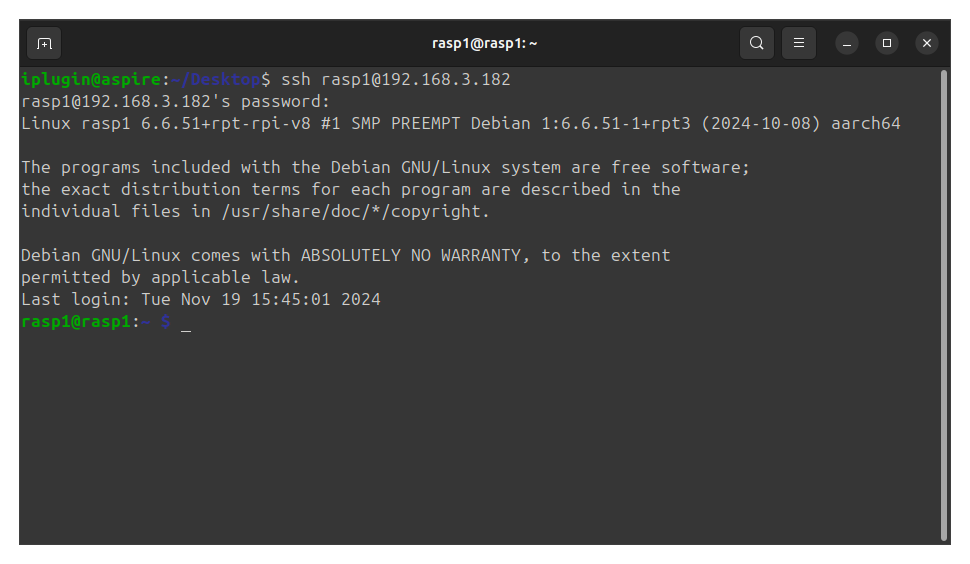 rasp1@rasp1: ~
iplugin@aspire:~/Desktop$ ssh rasp1@192.168.3.182
rasp1@192.168.3.182's password:
Linux rasp1 6.6.51+rpt-rpi-v8 #1 SMP PREEMPT Debian 1:6.6.51-1+rpt3 (2024-10-08) aarch64
The programs included with the Debian GNU/Linux system are free software;
the exact distribution terms for each program are described in the
individual files in /usr/share/doc/*/copyright.
Debian GNU/Linux comes with ABSOLUTELY NO WARRANTY, to the extent
permitted by applicable law.
Last login: Tue Nov 19 15:45:01 2024
rasp1@rasp1:~ $ _